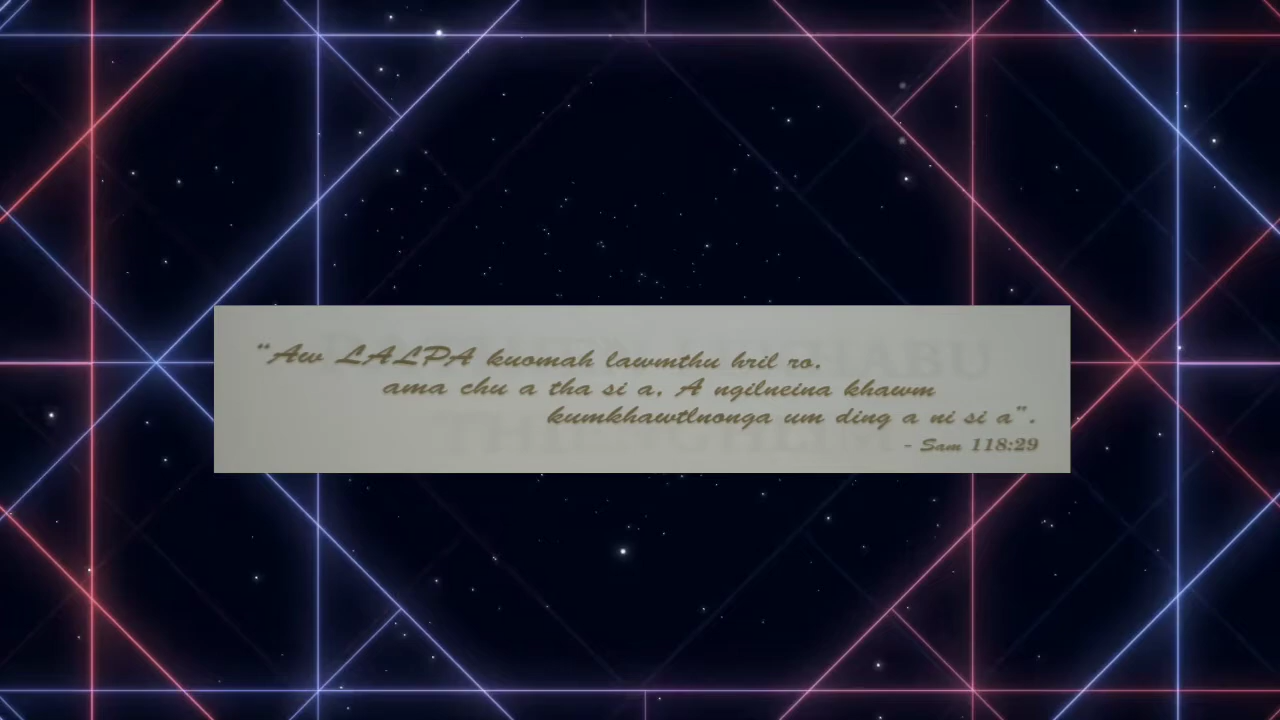 “Aw LALPA kuomah lawmthu hril ro.
ama chu a tha si a, A ngilneina khawm
kumkhawtlnonga um ding a ni si a”.
- Sam 118:29